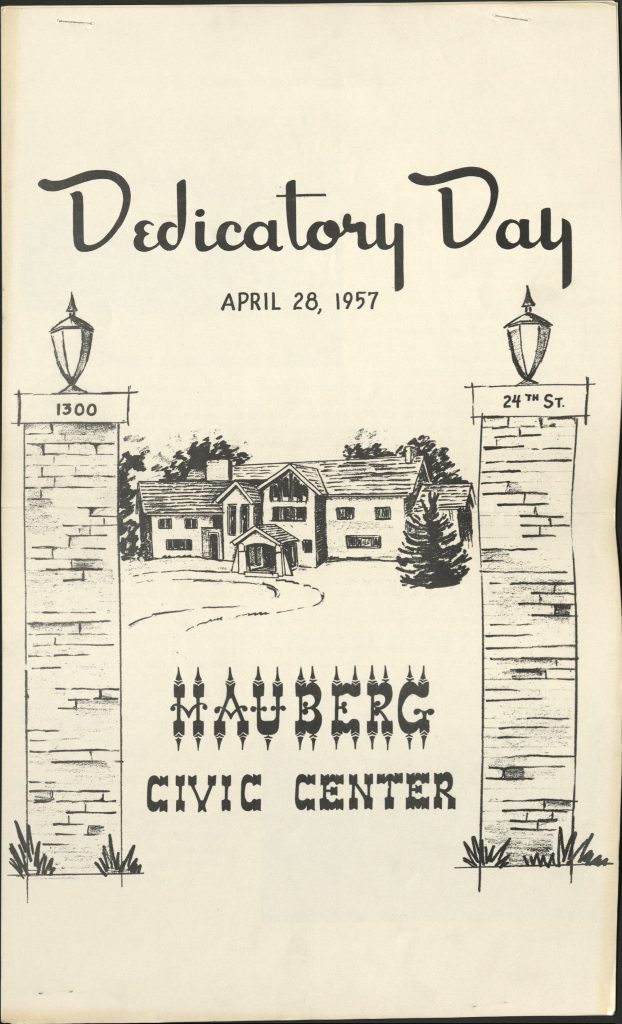 Dedicatory Day
APRIL 28, 1957
1300
24TH ST.
HAUBERG
CIVIC CENTER